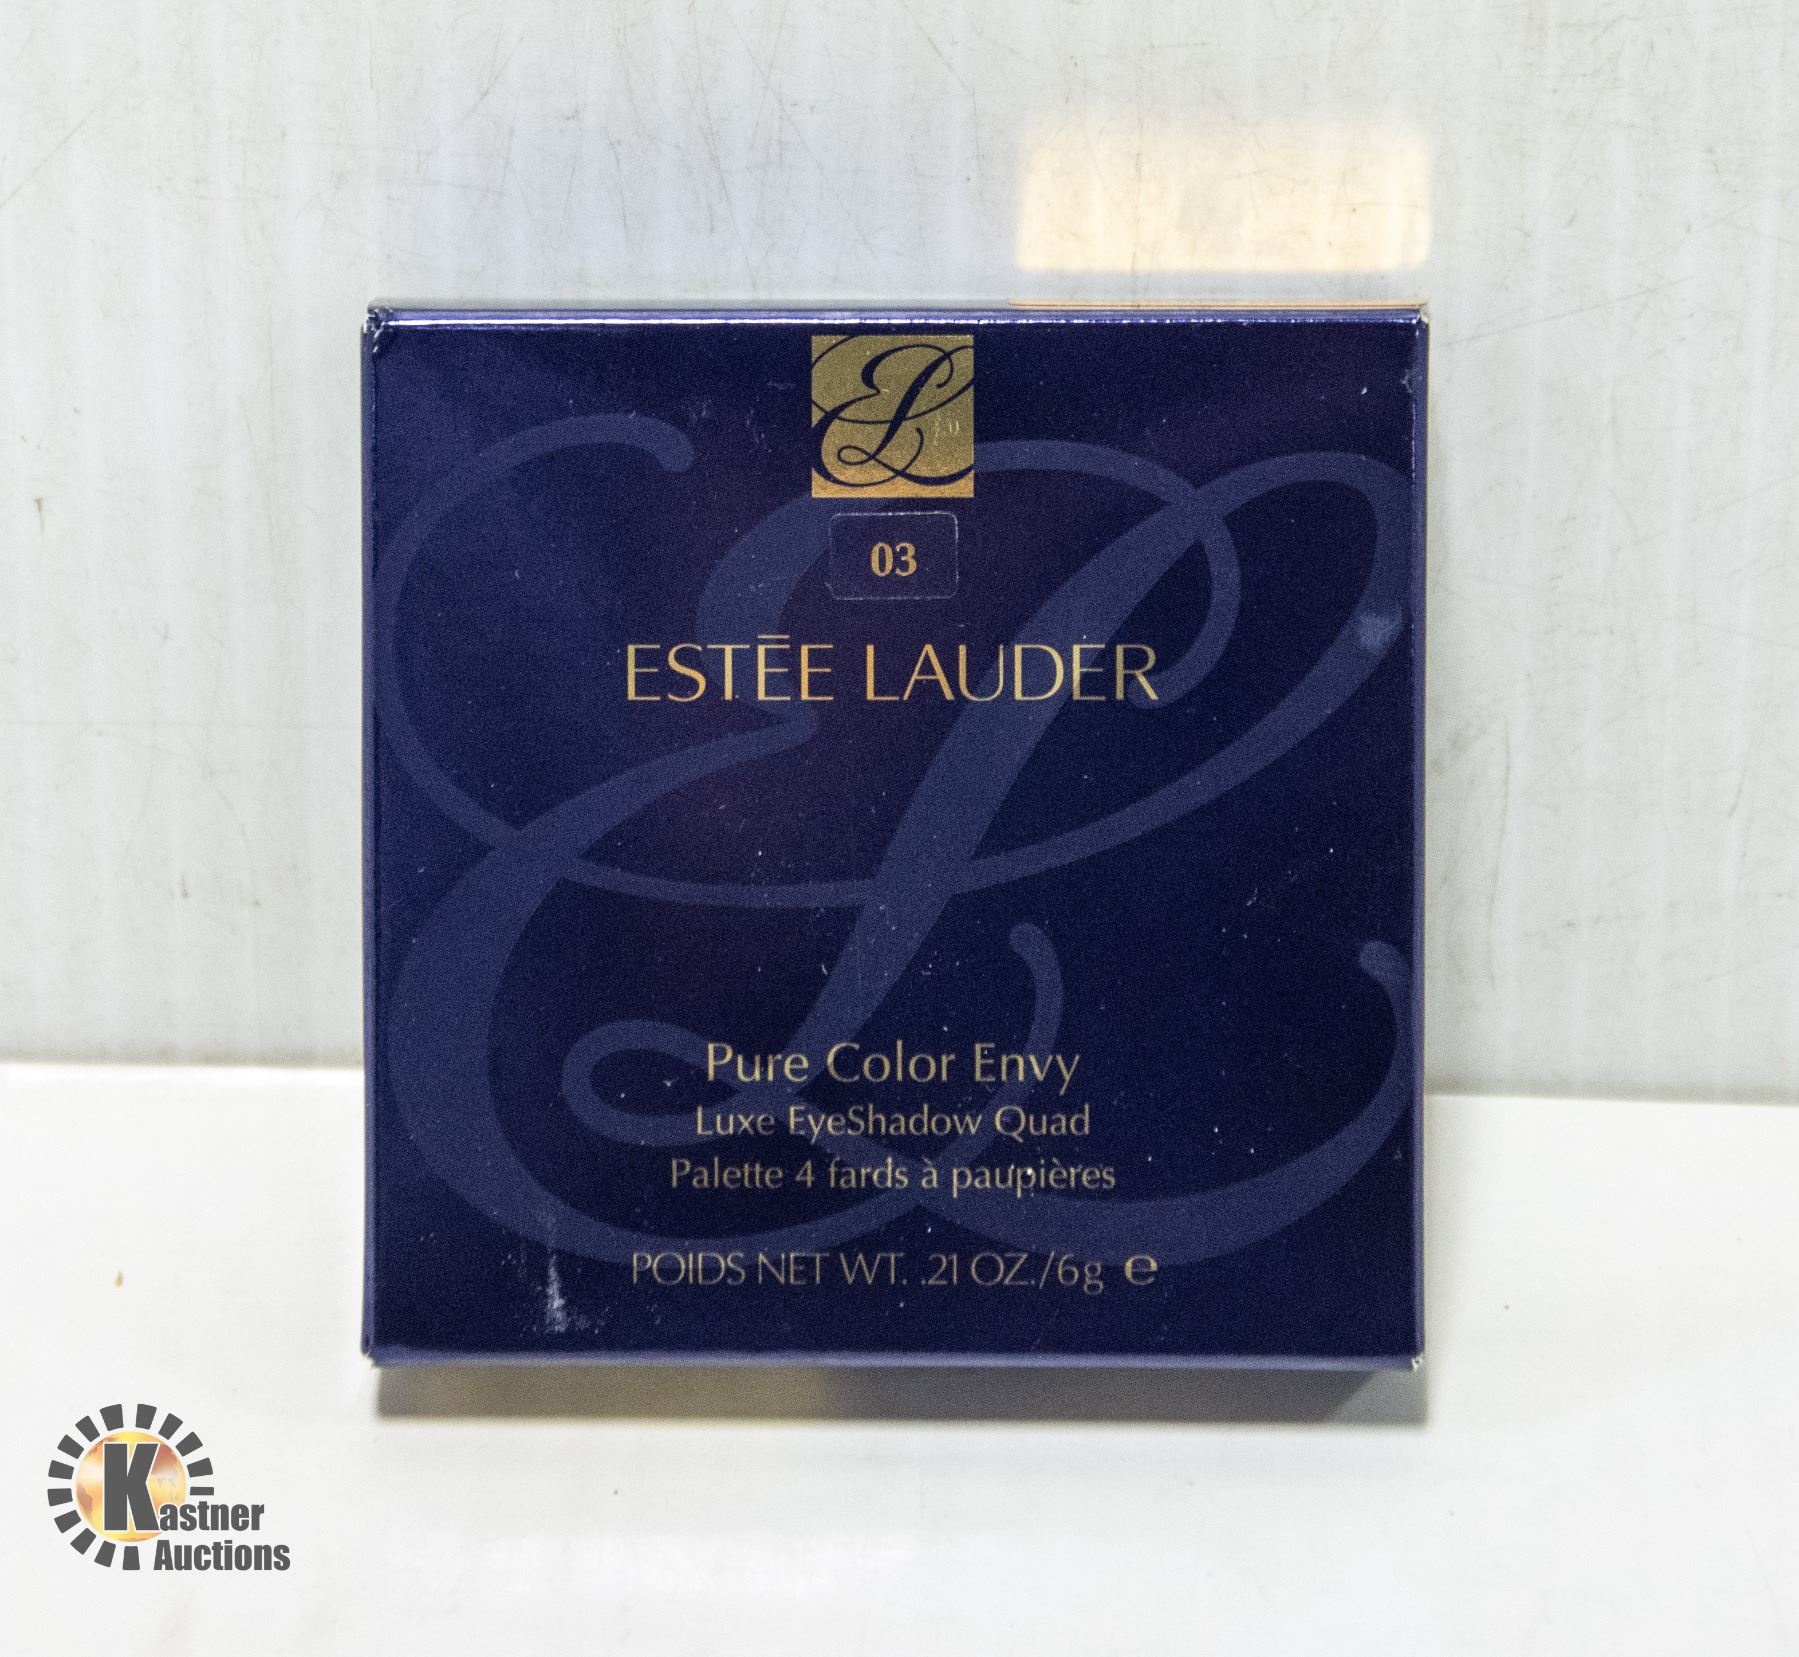 EL
03
ESTĒE LAUDER
Pure Color Envy
Luxe EyeShadow Quad
Palette 4 fards à paupières
POIDS NET WT. .21 OZ./6g ℮
Kastner
Auctions